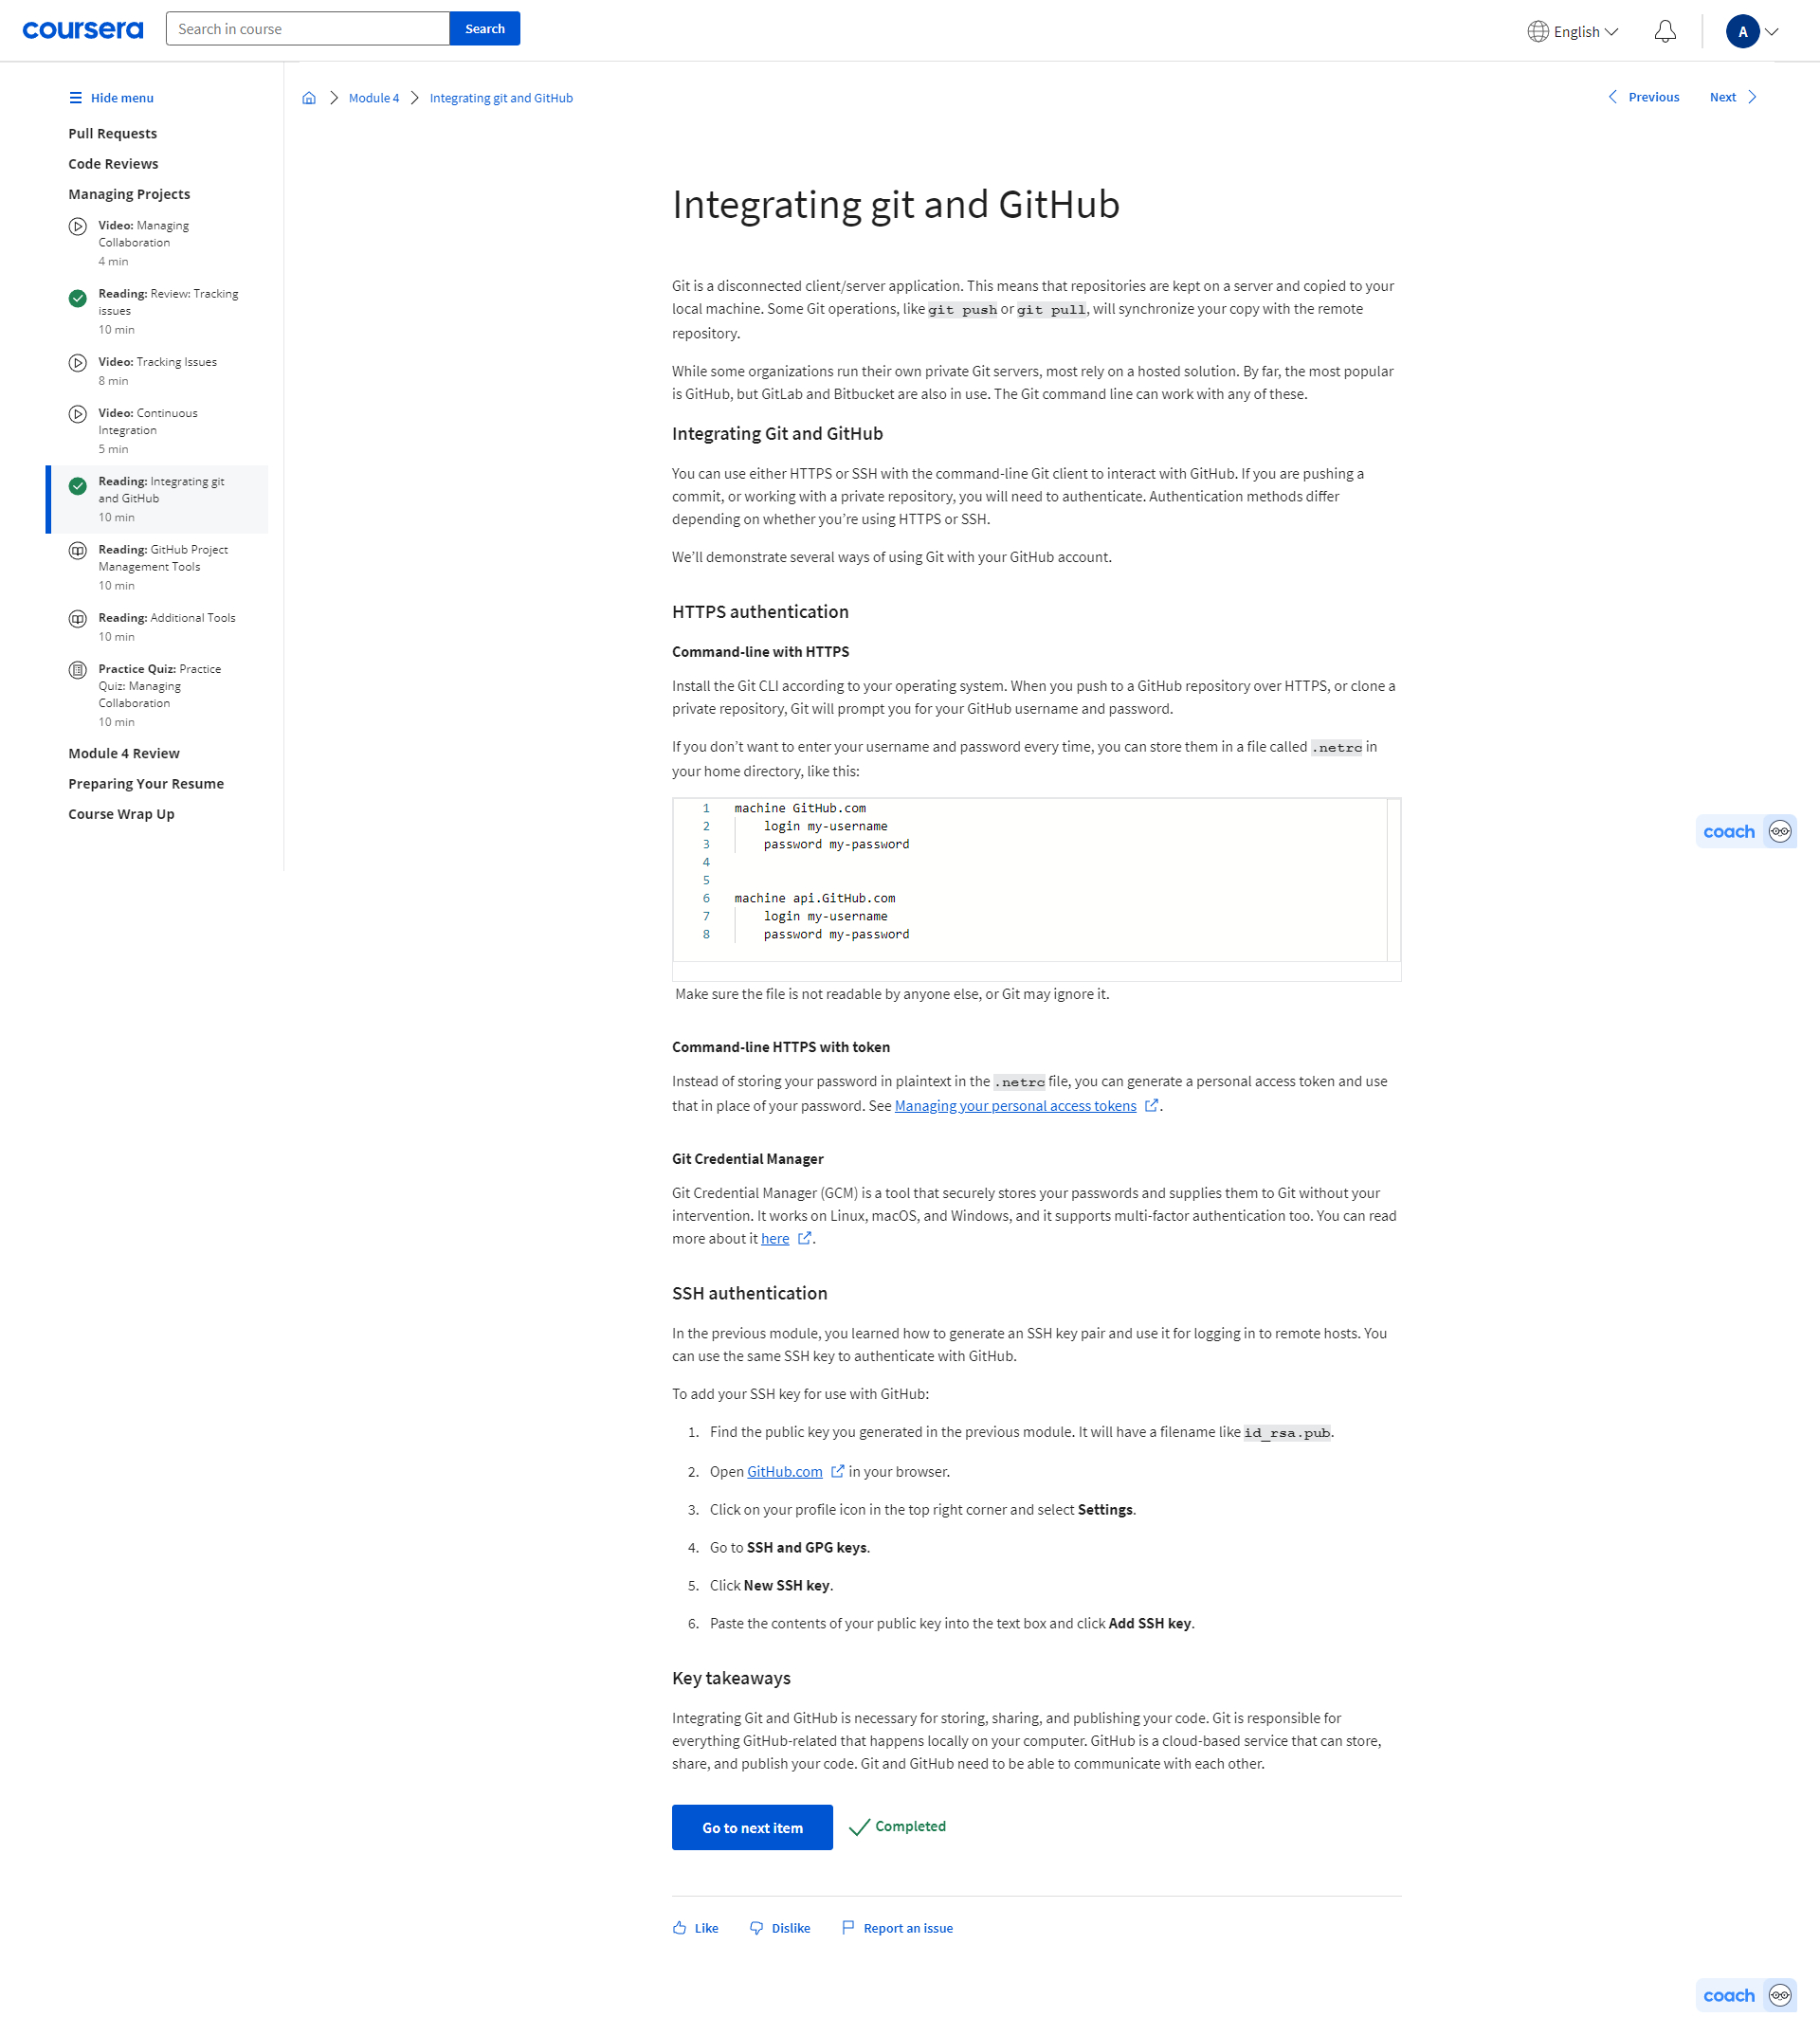 coursera
Search in course
Search
English
A
Hide menu
Pull Requests
Code Reviews
Managing Projects
Video: Managing
Collaboration
4 min
Reading: Review: Tracking
issues
10 min
Video: Tracking Issues
8 min
Video: Continuous
Integration
5 min
Reading: Integrating git
and GitHub
10 min
Reading: GitHub Project
Management Tools
10 min
Reading: Additional Tools
10 min
Practice Quiz: Practice
Quiz: Managing
Collaboration
10 min
Module 4 Review
Preparing Your Resume
Course Wrap Up
Module 4
Integrating git and GitHub
Previous
Next
Integrating git and GitHub
Git is a disconnected client/server application. This means that repositories are kept on a server and copied to your
local machine. Some Git operations, like git push or git pull, will synchronize your copy with the remote
repository.
While some organizations run their own private Git servers, most rely on a hosted solution. By far, the most popular
is GitHub, but GitLab and Bitbucket are also in use. The Git command line can work with any of these.
Integrating Git and GitHub
You can use either HTTPS or SSH with the command-line Git client to interact with GitHub. If you are pushing a
commit, or working with a private repository, you will need to authenticate. Authentication methods differ
depending on whether you’re using HTTPS or SSH.
We’ll demonstrate several ways of using Git with your GitHub account.
HTTPS authentication
Command-line with HTTPS
Install the Git CLI according to your operating system. When you push to a GitHub repository over HTTPS, or clone a
private repository, Git will prompt you for your GitHub username and password.
If you don’t want to enter your username and password every time, you can store them in a file called .netrc in
your home directory, like this:
1 machine GitHub.com
2 login my-username
3 password my-password
4
5
6 machine api.GitHub.com
7 login my-username
8 password my-password
Make sure the file is not readable by anyone else, or Git may ignore it.
Command-line HTTPS with token
Instead of storing your password in plaintext in the .netrc file, you can generate a personal access token and use
that in place of your password. See Managing your personal access tokens .
Git Credential Manager
Git Credential Manager (GCM) is a tool that securely stores your passwords and supplies them to Git without your
intervention. It works on Linux, macOS, and Windows, and it supports multi-factor authentication too. You can read
more about it here .
SSH authentication
In the previous module, you learned how to generate an SSH key pair and use it for logging in to remote hosts. You
can use the same SSH key to authenticate with GitHub.
To add your SSH key for use with GitHub:
1. Find the public key you generated in the previous module. It will have a filename like id_rsa.pub.
2. Open GitHub.com in your browser.
3. Click on your profile icon in the top right corner and select Settings.
4. Go to SSH and GPG keys.
5. Click New SSH key.
6. Paste the contents of your public key into the text box and click Add SSH key.
Key takeaways
Integrating Git and GitHub is necessary for storing, sharing, and publishing your code. Git is responsible for
everything GitHub-related that happens locally on your computer. GitHub is a cloud-based service that can store,
share, and publish your code. Git and GitHub need to be able to communicate with each other.
Go to next item
Completed
Like
Dislike
Report an issue
coach
coach